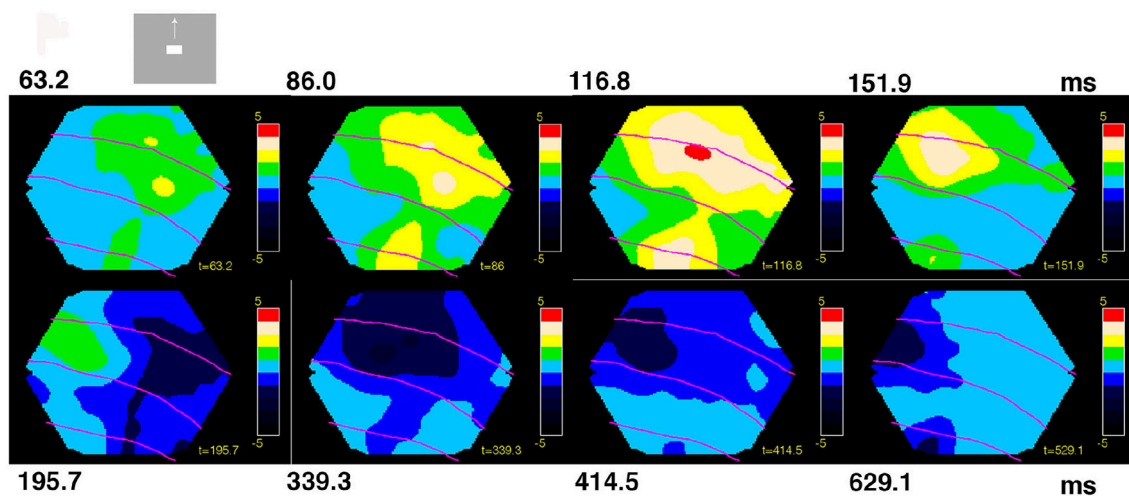 63.2 86.0 116.8 151.9 ms
5 5 5 5
-5 -5 -5 -5
t=63.2 t=86 t=116.8 t=151.9
5 5 5 5
-5 -5 -5 -5
t=195.7 t=339.3 t=414.5 t=529.1
195.7 339.3 414.5 629.1 ms